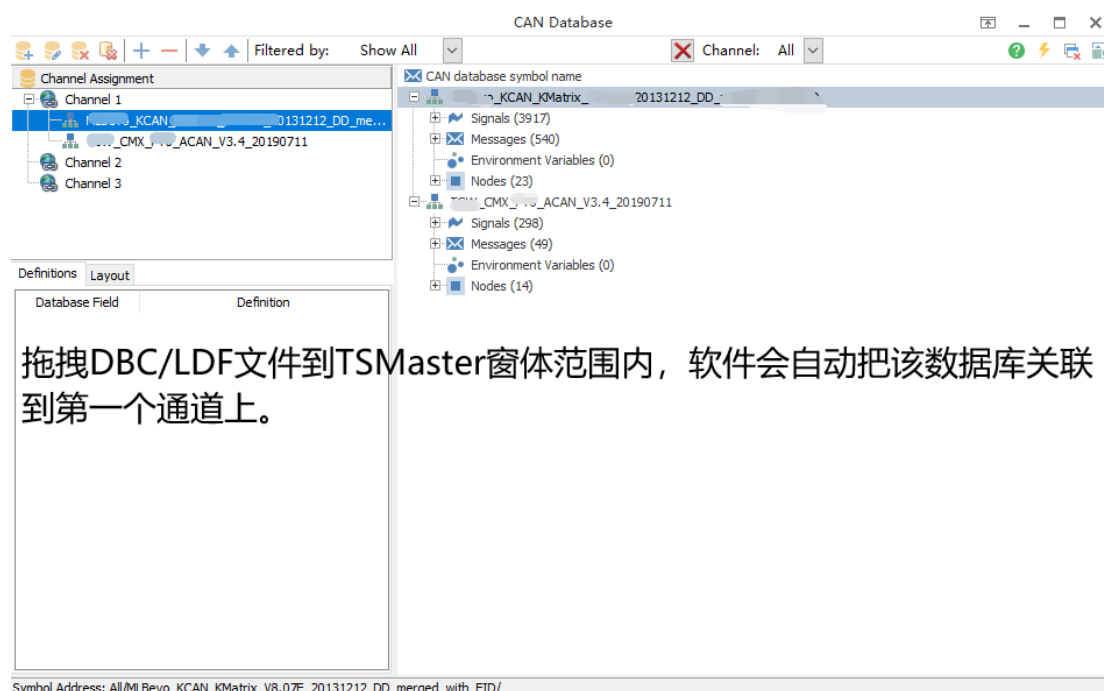 CAN Database
Filtered by: Show All Channel: All
Channel Assignment
Channel 1
_KCAN_ 0131212_DD_me...
_CMX_ _ACAN_V3.4_20190711
Channel 2
Channel 3
CAN database symbol name
_KCAN_KMatrix_ 20131212_DD_
Signals (3917)
Messages (540)
Environment Variables (0)
Nodes (23)
_CMX_ _ACAN_V3.4_20190711
Signals (298)
Messages (49)
Environment Variables (0)
Nodes (14)
Definitions Layout
Database Field Definition
拖拽DBC/LDF文件到TSMaster窗体范围内，软件会自动把该数据库关联
到第一个通道上。
Symbol Address: All/MLBevo_KCAN_KMatrix_V8.07F_20131212_DD_merged_with_EID/